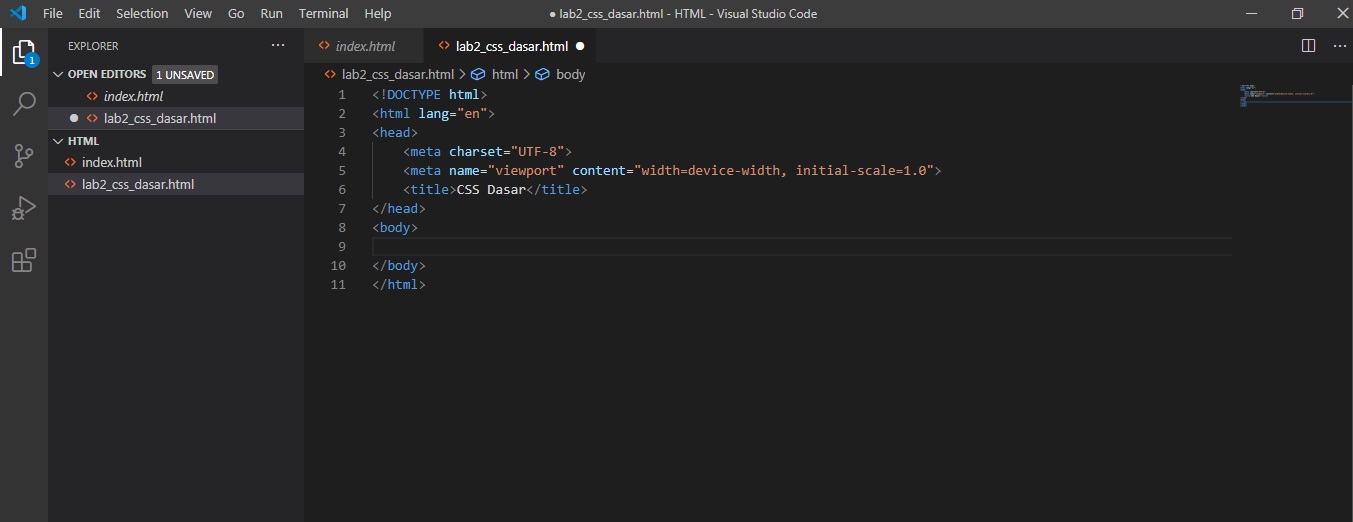 File Edit Selection View Go Run Terminal Help ● lab2_css_dasar.html - HTML - Visual Studio Code
EXPLORER
OPEN EDITORS 1 UNSAVED
index.html
lab2_css_dasar.html
HTML
index.html
lab2_css_dasar.html
1
index.html lab2_css_dasar.html
lab2_css_dasar.html > html > body
1 <!DOCTYPE html>
2 <html lang="en">
3 <head>
4     <meta charset="UTF-8">
5     <meta name="viewport" content="width=device-width, initial-scale=1.0">
6     <title>CSS Dasar</title>
7 </head>
8 <body>
9
10 </body>
11 </html>